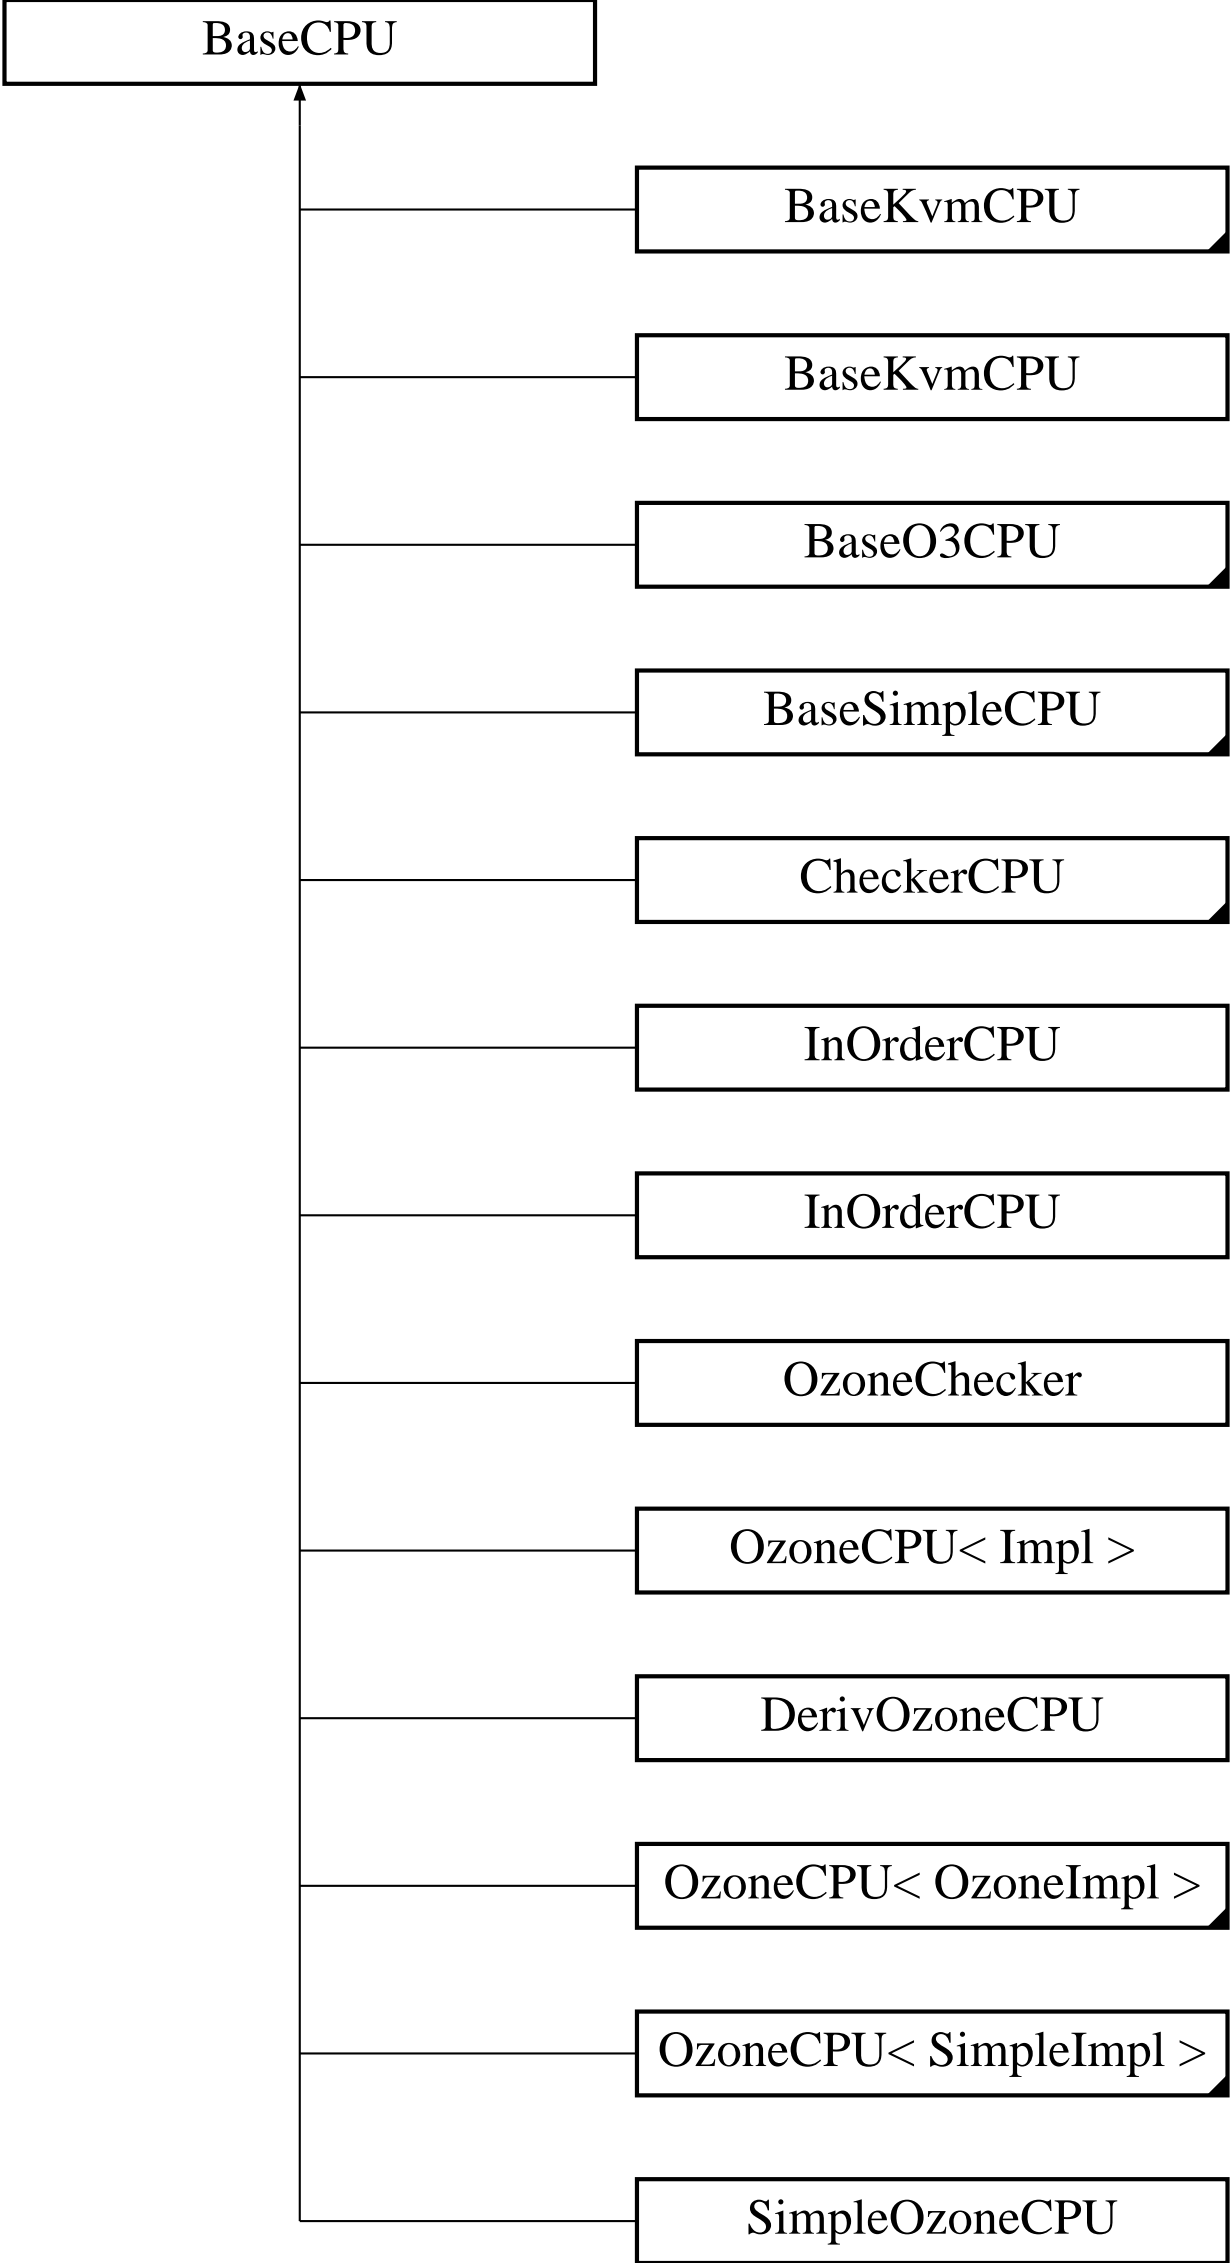 BaseCPU
BaseKvmCPU
BaseKvmCPU
BaseO3CPU
BaseSimpleCPU
CheckerCPU
InOrderCPU
InOrderCPU
OzoneChecker
OzoneCPU< Impl >
DerivOzoneCPU
OzoneCPU< OzoneImpl >
OzoneCPU< SimpleImpl >
SimpleOzoneCPU